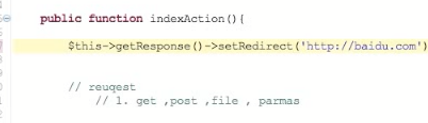 public function indexAction(){
$this->getResponse()->setRedirect('http://baidu.com')
// reuqest
// 1. get ,post ,file , parmas